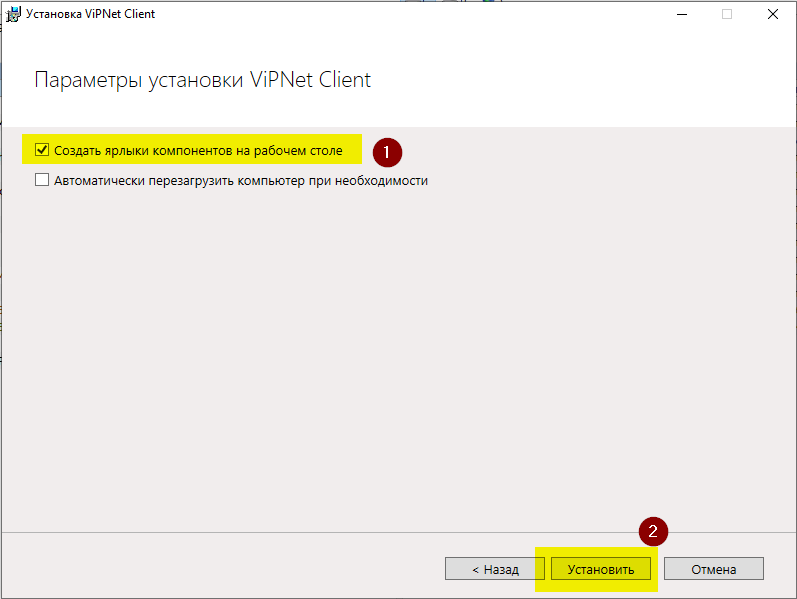 Установка ViPNet Client
Параметры установки ViPNet Client
Создать ярлыки компонентов на рабочем столе
1
Автоматически перезагрузить компьютер при необходимости
2
< Назад
Установить
Отмена